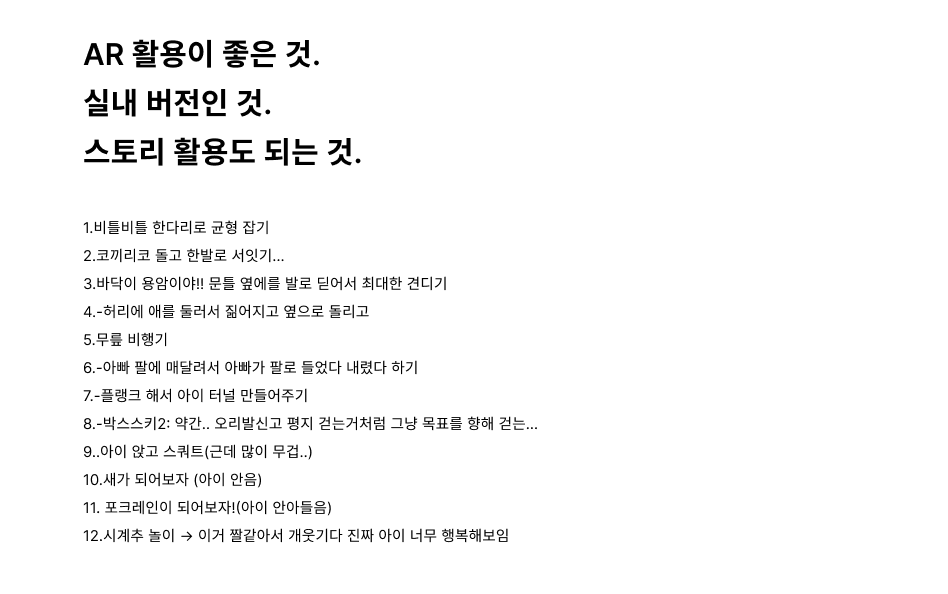 AR 활용이 좋은 것.
실내 버전인 것.
스토리 활용도 되는 것.
1.비틀비틀 한다리로 균형 잡기
2.코끼리코 돌고 한발로 서잇기...
3.바닥이 용암이야!! 문틀 옆에를 발로 딛어서 최대한 견디기
4.-허리에 애를 둘러서 짊어지고 옆으로 돌리고
5.무릎 비행기
6.-아빠 팔에 매달려서 아빠가 팔로 들었다 내렸다 하기
7.-플랭크 해서 아이 터널 만들어주기
8.-박스스키2: 약간.. 오리발신고 평지 걷는거처럼 그냥 목표를 향해 걷는...
9..아이 앉고 스쿼트(근데 많이 무겁..)
10.새가 되어보자 (아이 안음)
11. 포크레인이 되어보자!(아이 안아들음)
12.시계추 놀이 → 이거 짤같아서 개웃기다 진짜 아이 너무 행복해보임